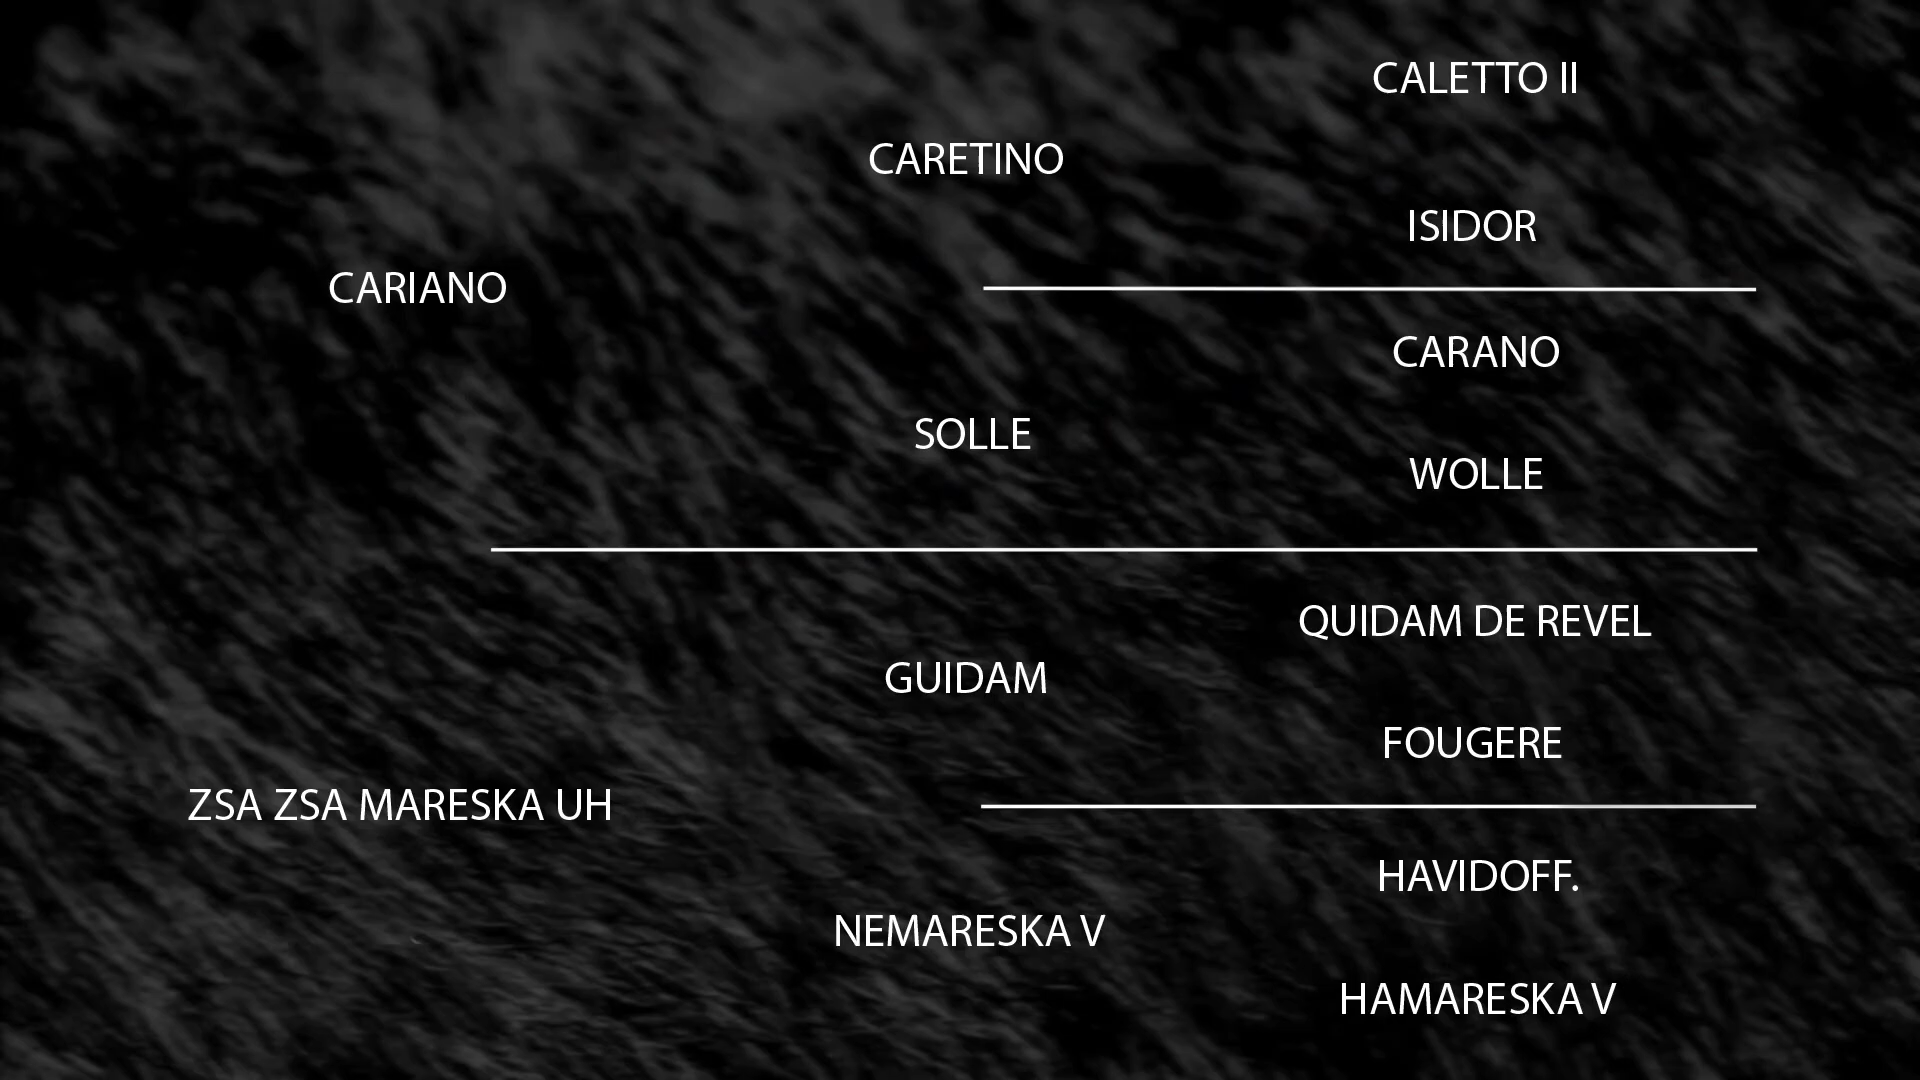 CALETTO II
CARETINO
ISIDOR
CARIANO
CARANO
SOLLE
WOLLE
QUIDAM DE REVEL
GUIDAM
FOUGERE
ZSA ZSA MARESKA UH
HAVIDOFF.
NEMARESKA V
HAMARESKA V